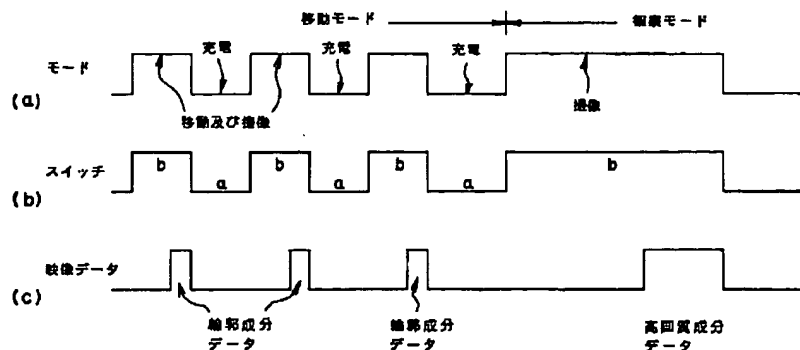 移動モード
モード
充電
充電
充電
モード
(a)
移動及び撮像
撮像
スイッチ
b a b a b a b
(b)
映像データ
(c)
輪郭成分
データ
輪郭成分
データ
高画質成分
データ